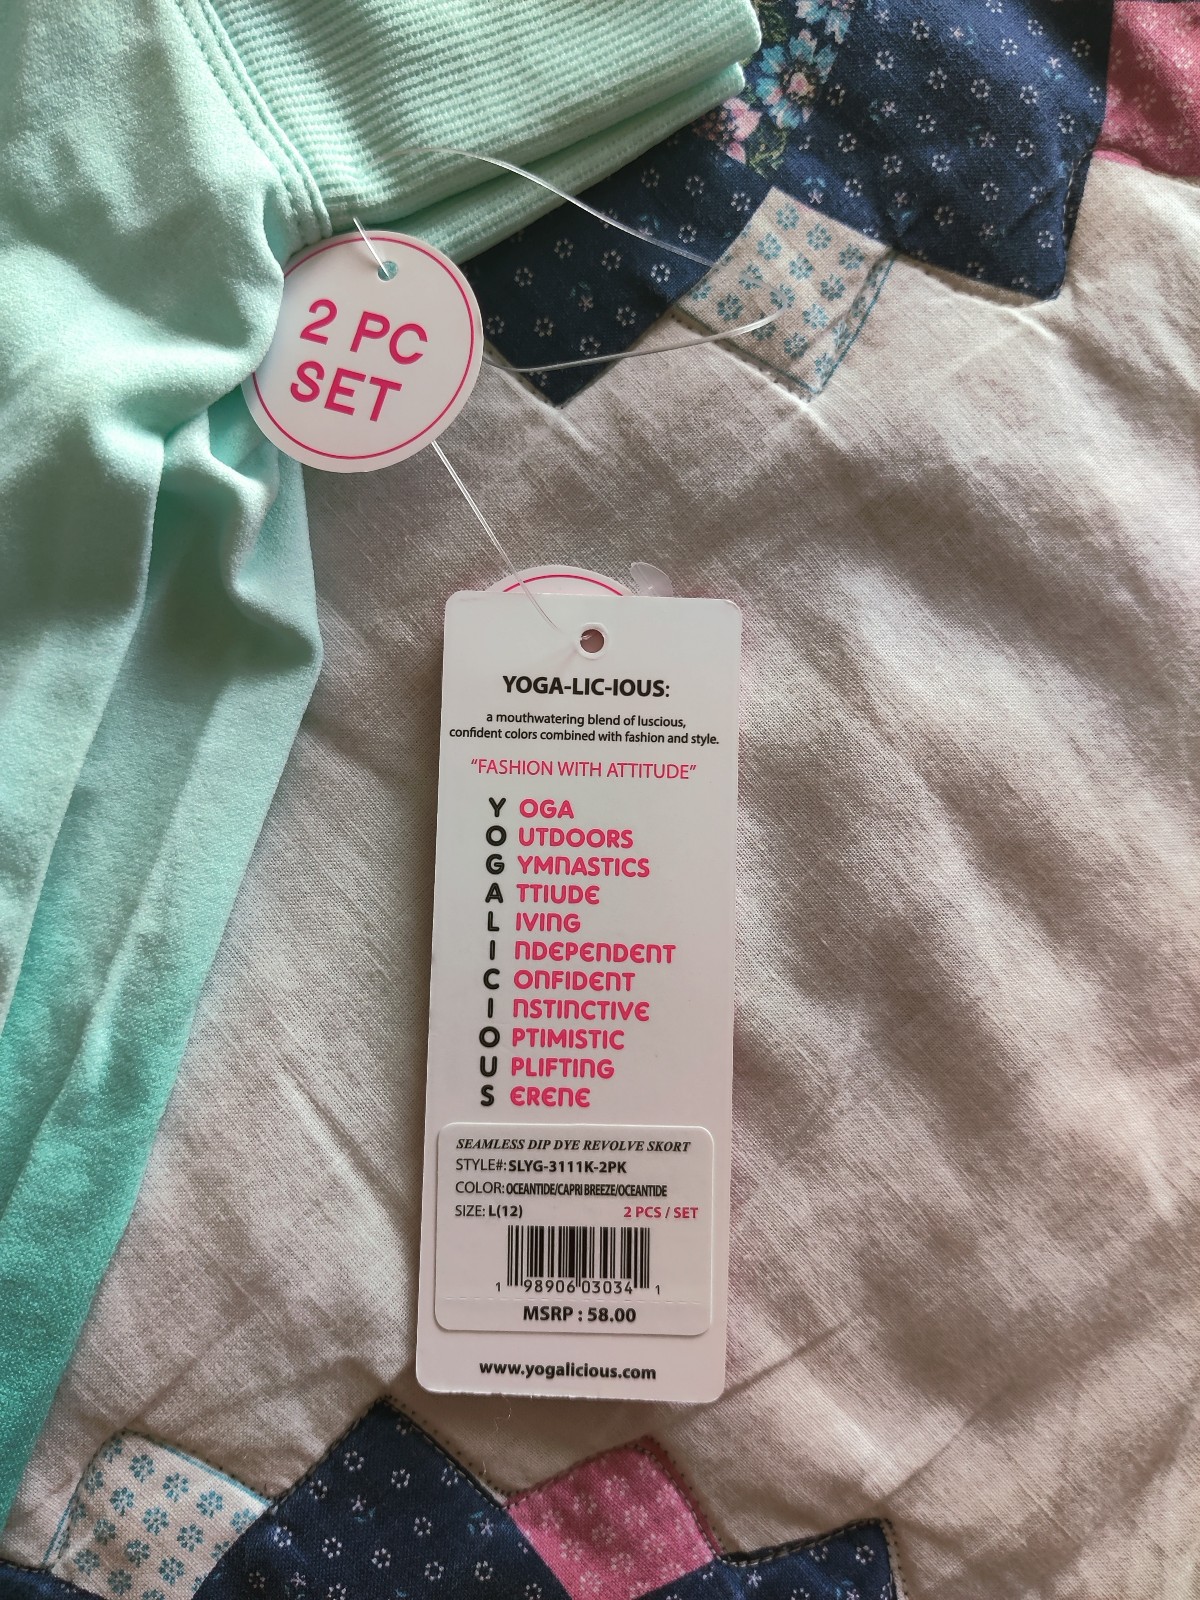 2 PC
SET
YOGA-LIC-IOUS:
a mouthwatering blend of luscious,
confident colors combined with fashion and style.
"FASHION WITH ATTITUDE"
Y OGA
O UTDOORS
G YMNASTICS
A TTIUDE
L IVING
I NDEPENDENT
C ONFIDENT
I NSTINCTIVE
O PTIMISTIC
U PLIFTING
S ERENE
SEAMLESS DIP DYE REVOLVE SKORT
STYLE#: SLYG-3111K-2PK
COLOR: OCEANTIDE/CAPRI BREEZE/OCEANTIDE
SIZE: L(12) 2 PCS / SET
1 98906 03034 1
MSRP : 58.00
www.yogalicious.com